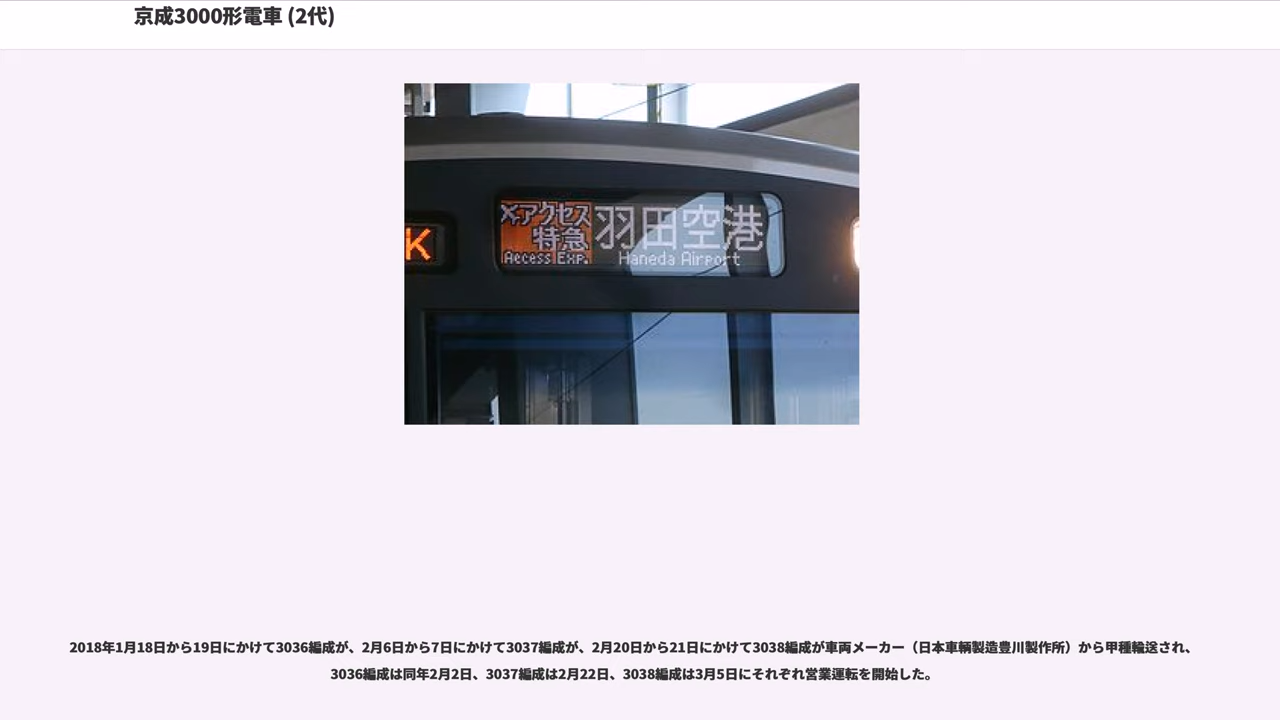 京成3000形電車 (2代)
K
アクセス 羽田空港
特急
Access Exp. Haneda Airport
2018年1月18日から19日にかけて3036編成が、2月6日から7日にかけて3037編成が、2月20日から21日にかけて3038編成が車両メーカー（日本車輌製造豊川製作所）から甲種輸送され、
3036編成は同年2月2日、3037編成は2月22日、3038編成は3月5日にそれぞれ営業運転を開始した。